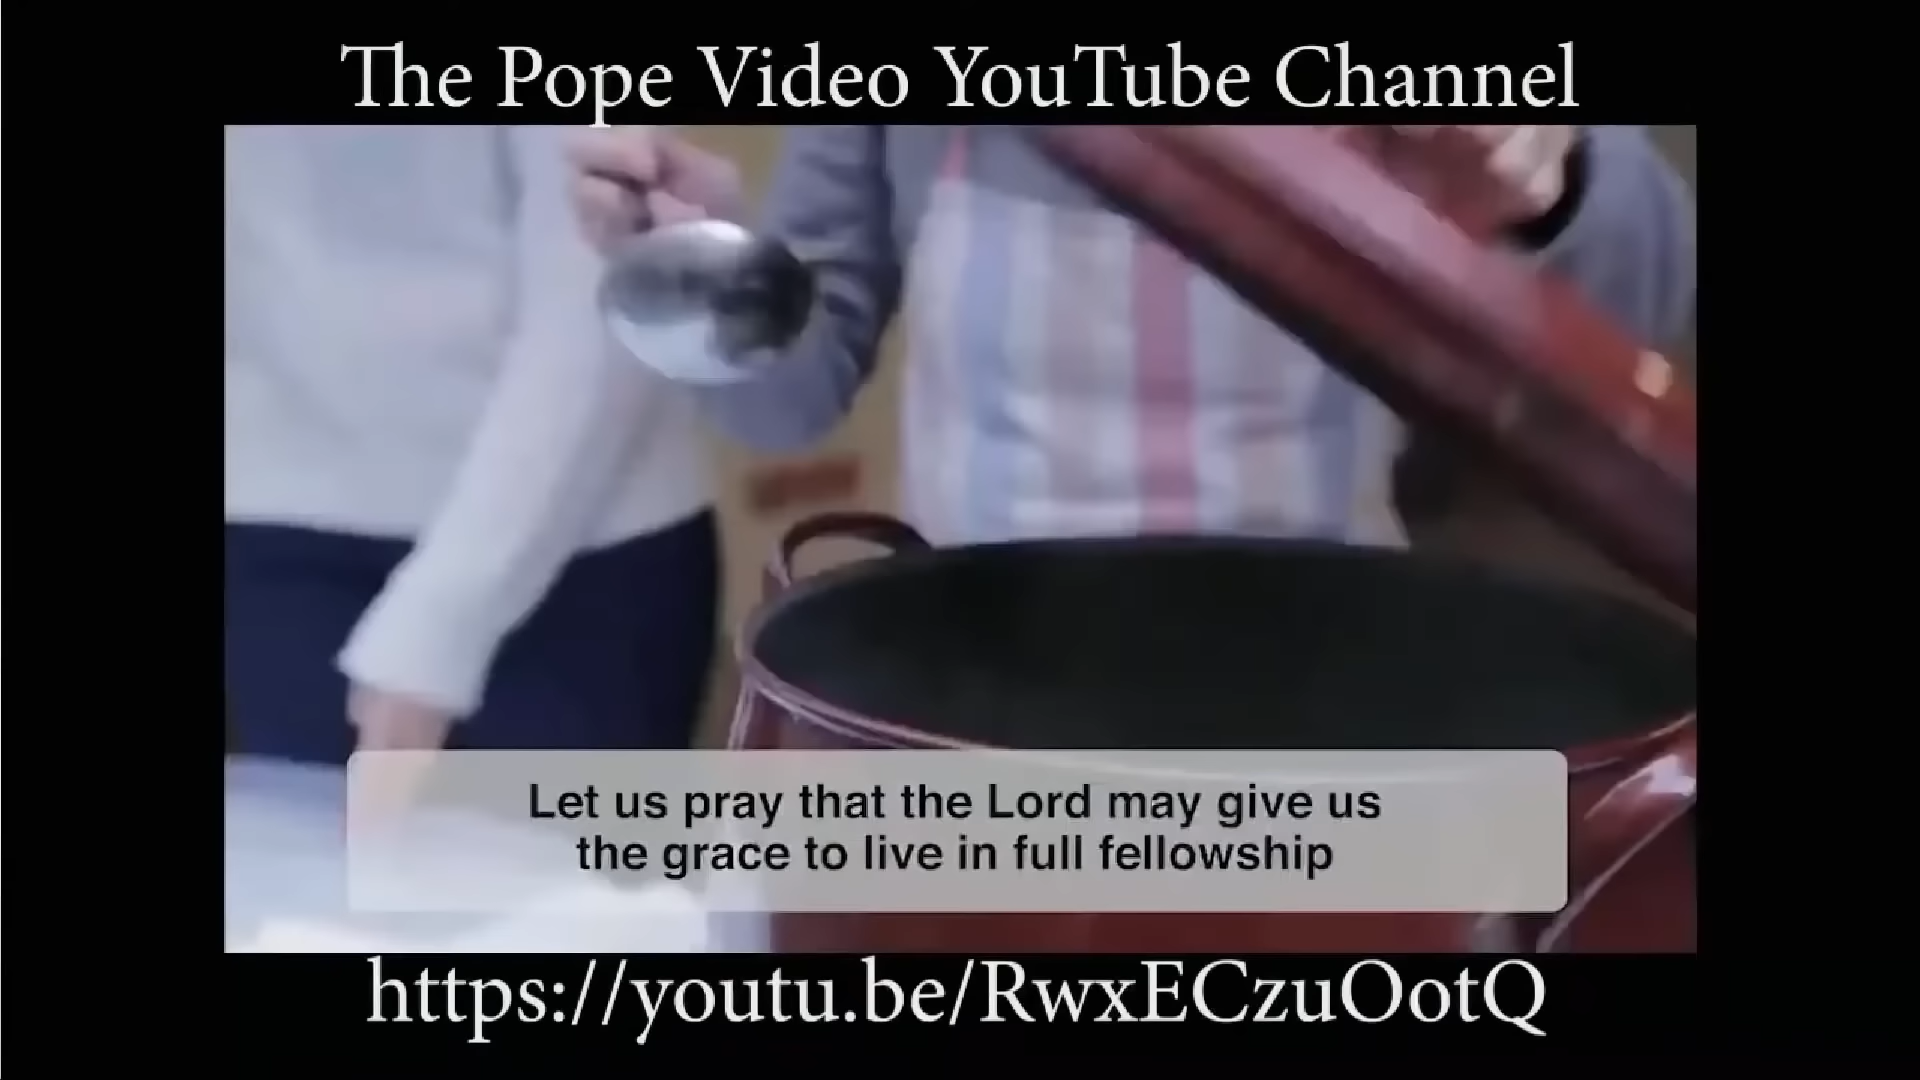 The Pope Video YouTube Channel
Let us pray that the Lord may give us
the grace to live in full fellowship
https://youtu.be/RwxECzuOotQ